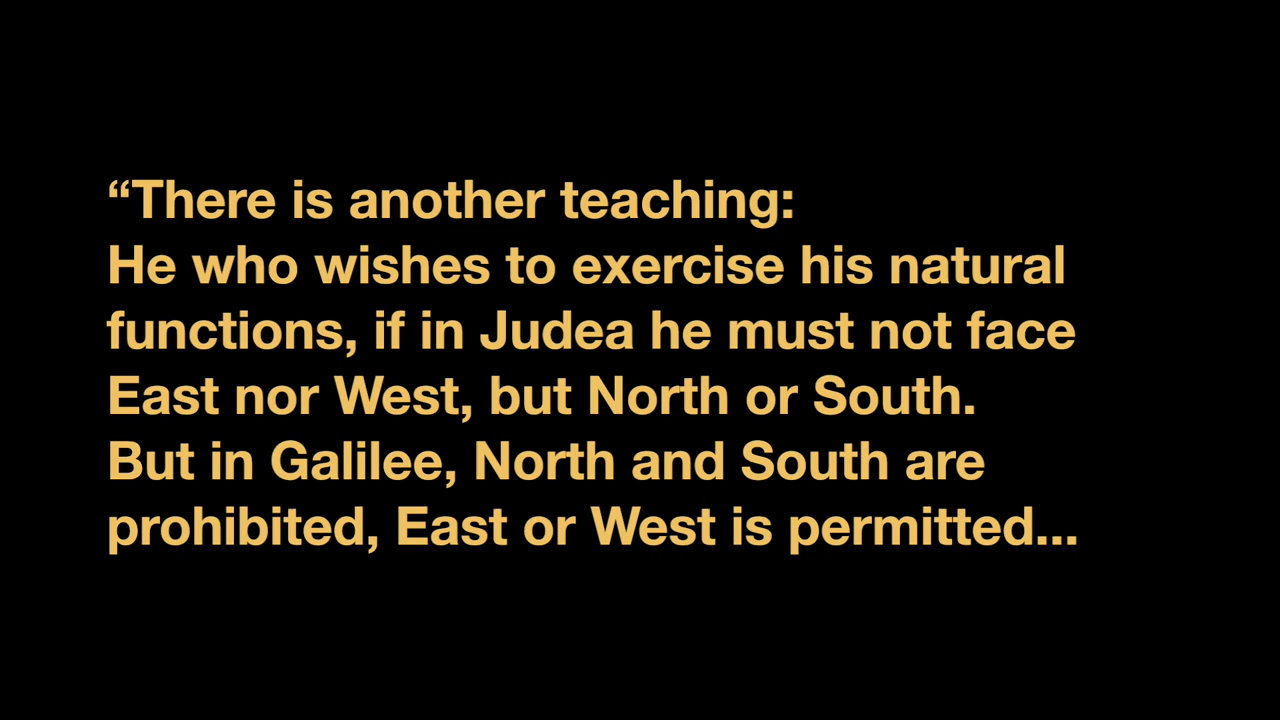 “There is another teaching:
He who wishes to exercise his natural
functions, if in Judea he must not face
East nor West, but North or South.
But in Galilee, North and South are
prohibited, East or West is permitted...